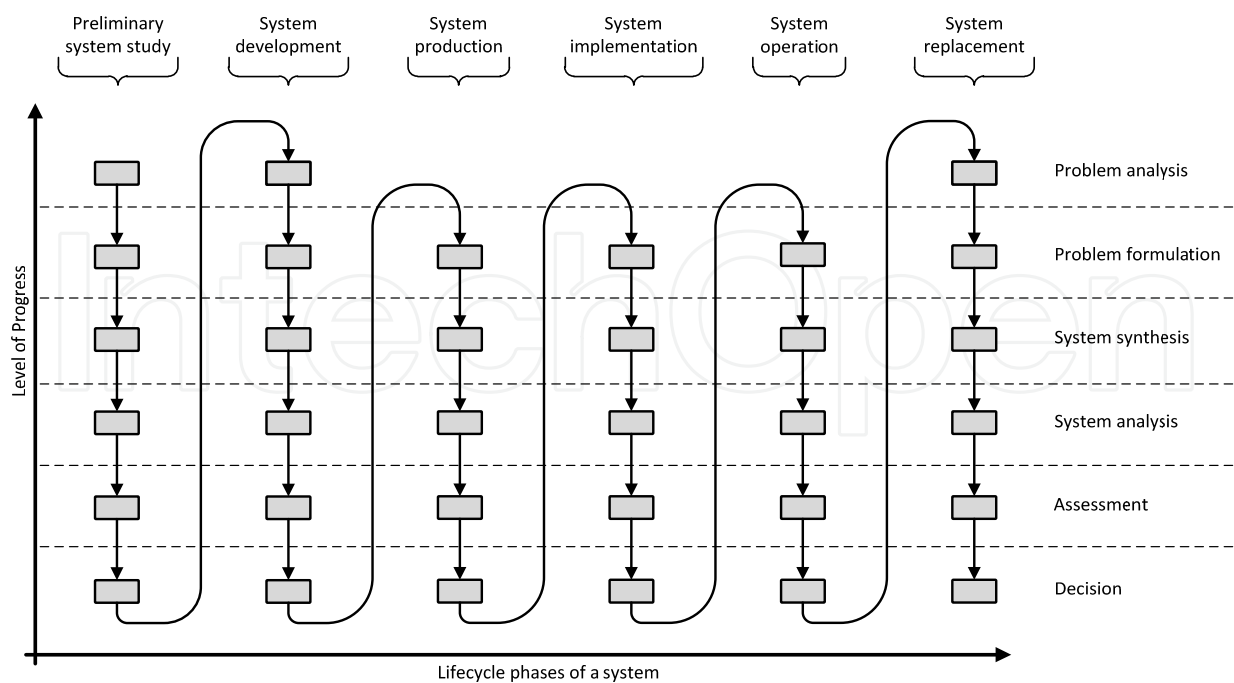 Preliminary
system study
System
development
System
production
System
implementation
System
operation
System
replacement
Problem analysis
Problem formulation
System synthesis
System analysis
Assessment
Decision
Level of Progress
Lifecycle phases of a system
IntechOpen